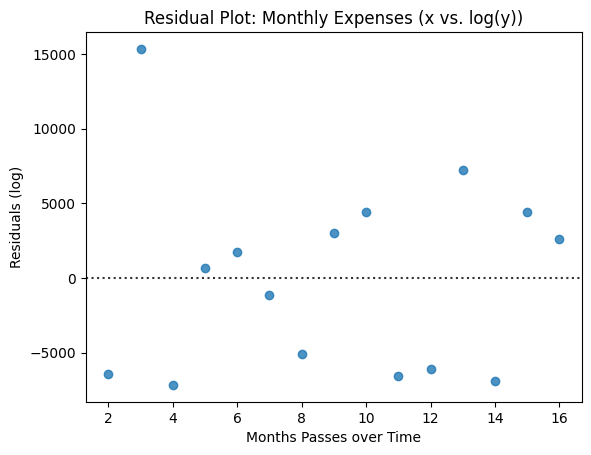 Residual Plot: Monthly Expenses (x vs. log(y))
15000
10000
5000
0
−5000
Residuals (log)
2 4 6 8 10 12 14 16
Months Passes over Time